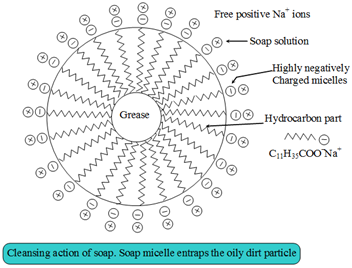 Free positive Na⁺ ions
Soap solution
Highly negatively
Charged micelles
Grease
Hydrocarbon part
C₁₁H₃₅COO⁻Na⁺
Cleansing action of soap. Soap micelle entraps the oily dirt particle